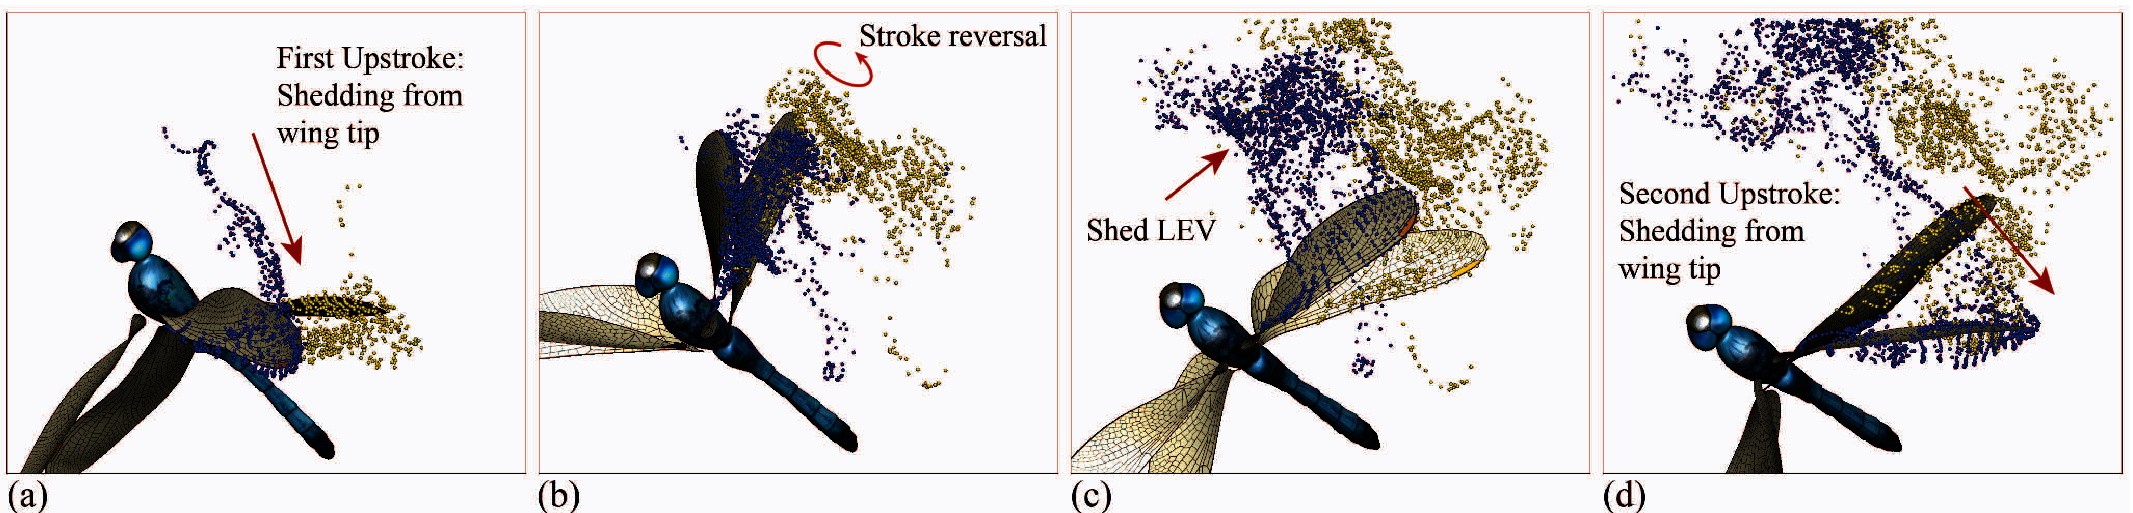 First Upstroke:
Shedding from
wing tip
(a)
Stroke reversal
(b)
Shed LEV
(c)
Second Upstroke:
Shedding from
wing tip
(d)